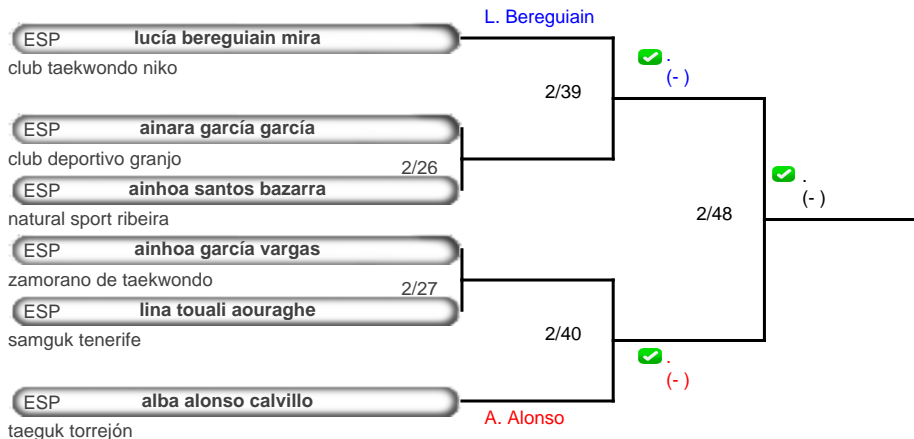 L. Bereguiain
ESP lucía bereguiain mira
club taekwondo niko
.
(- )
2/39
ESP ainara garcía garcía
club deportivo granjo
2/26
ESP ainhoa santos bazarra
natural sport ribeira
.
(- )
2/48
ESP ainhoa garcía vargas
zamorano de taekwondo
2/27
ESP lina touali aouraghe
samguk tenerife
2/40
.
(- )
ESP alba alonso calvillo
A. Alonso
taeguk torrejón